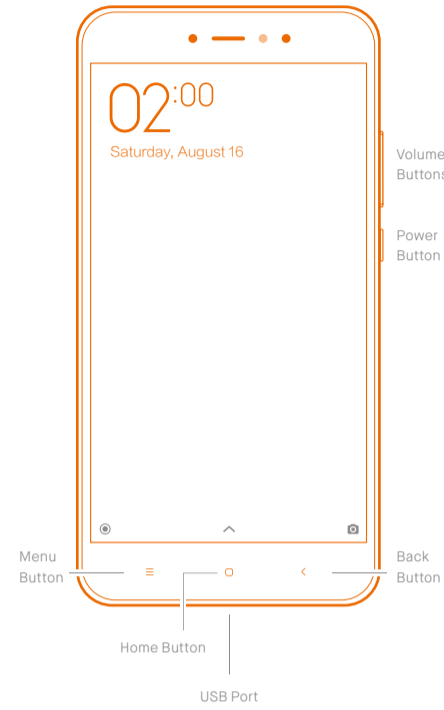 02:00
Saturday, August 16
Volume
Buttons
Power
Button
Menu
Button
Back
Button
Home Button
USB Port